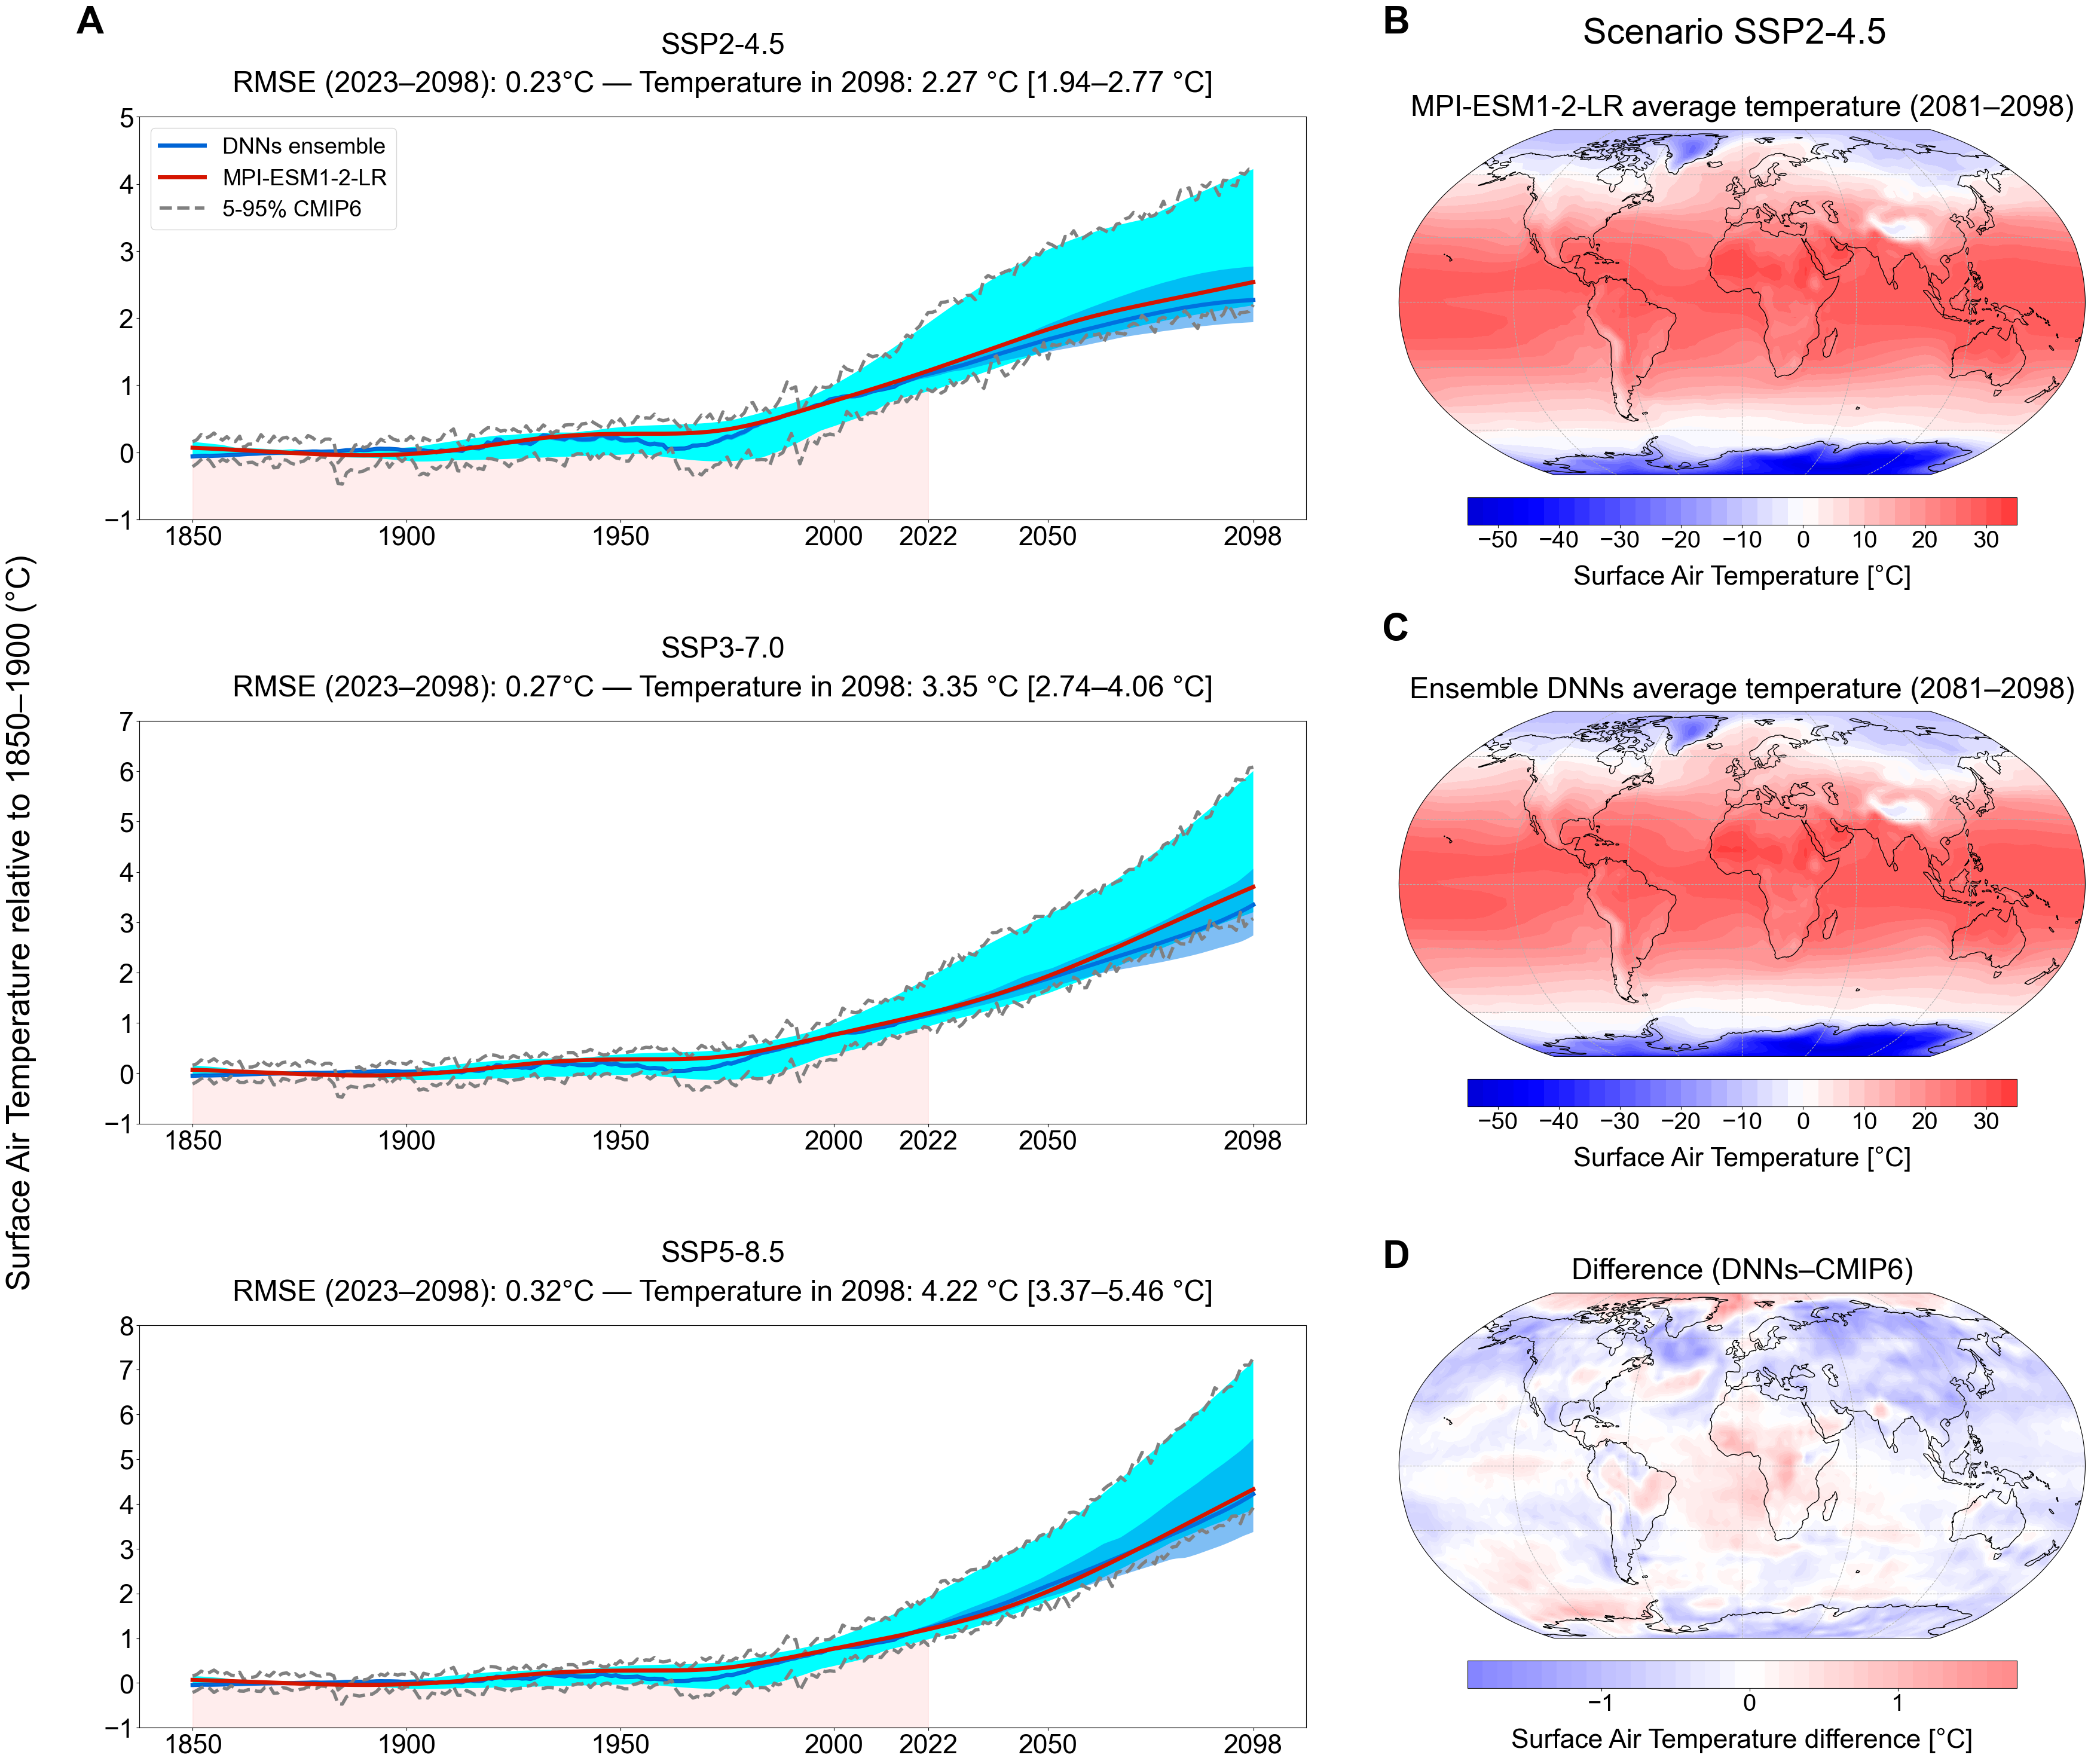 A
SSP2-4.5
RMSE (2023–2098): 0.23°C — Temperature in 2098: 2.27 °C [1.94–2.77 °C]
5
4
3
2
1
0
−1
DNNs ensemble
MPI-ESM1-2-LR
5-95% CMIP6
1850 1900 1950 2000 2022 2050 2098
Surface Air Temperature relative to 1850–1900 (°C)
SSP3-7.0
RMSE (2023–2098): 0.27°C — Temperature in 2098: 3.35 °C [2.74–4.06 °C]
7
6
5
4
3
2
1
0
−1
1850 1900 1950 2000 2022 2050 2098
SSP5-8.5
RMSE (2023–2098): 0.32°C — Temperature in 2098: 4.22 °C [3.37–5.46 °C]
8
7
6
5
4
3
2
1
0
−1
1850 1900 1950 2000 2022 2050 2098
B
Scenario SSP2-4.5
MPI-ESM1-2-LR average temperature (2081–2098)
−50 −40 −30 −20 −10 0 10 20 30
Surface Air Temperature [°C]
C
Ensemble DNNs average temperature (2081–2098)
−50 −40 −30 −20 −10 0 10 20 30
Surface Air Temperature [°C]
D
Difference (DNNs–CMIP6)
−1 0 1
Surface Air Temperature difference [°C]